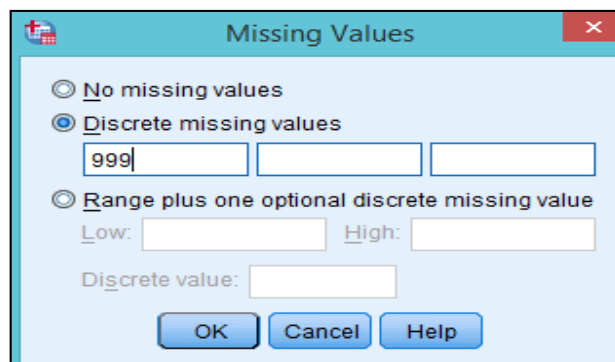 Missing Values
No missing values
Discrete missing values
999
Range plus one optional discrete missing value
Low: High:
Discrete value:
OK Cancel Help